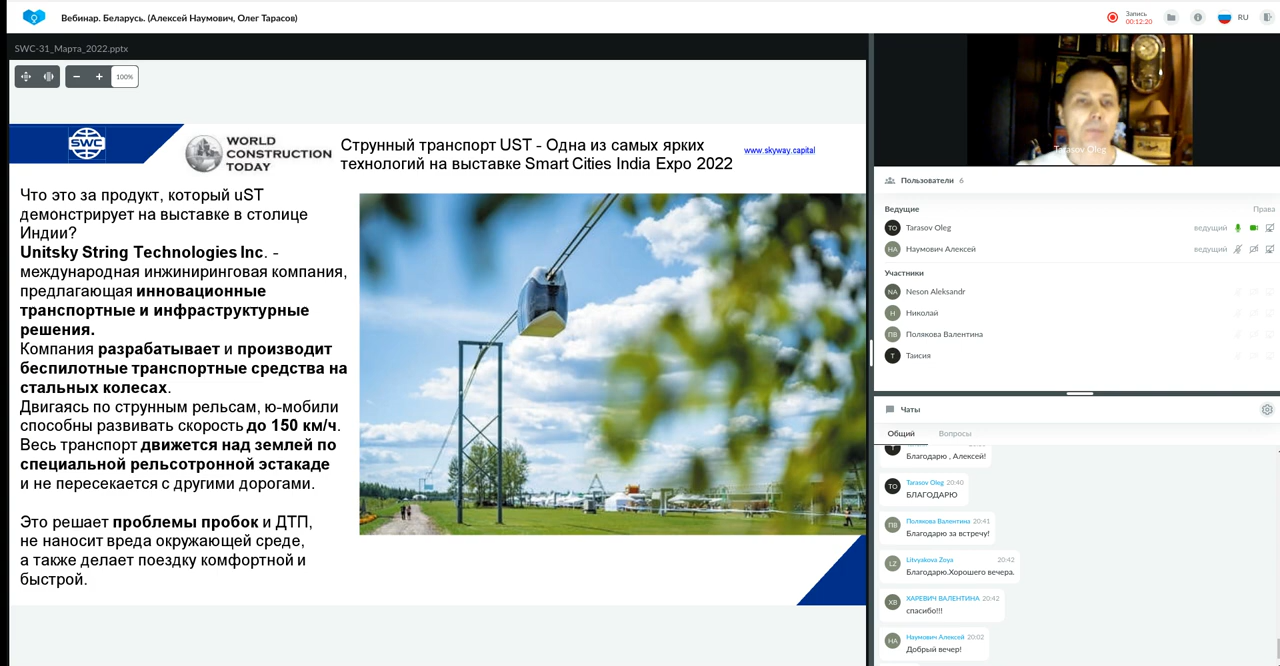 Вебинар. Беларусь. (Алексей Наумович, Олег Тарасов)
Запись
00:12:20
RU
SWC-31_Марта_2022.pptx
100%
SWC
WORLD
CONSTRUCTION
TODAY
Струнный транспорт UST - Одна из самых ярких
технологий на выставке Smart Cities India Expo 2022
www.skyway.capital
Что это за продукт, который uST
демонстрирует на выставке в столице
Индии?
Unitsky String Technologies Inc. -
международная инжиниринговая компания,
предлагающая инновационные
транспортные и инфраструктурные
решения.
Компания разрабатывает и производит
беспилотные транспортные средства на
стальных колесах.
Двигаясь по струнным рельсам, ю-мобили
способны развивать скорость до 150 км/ч.
Весь транспорт движется над землей по
специальной рельсотронной эстакаде
и не пересекается с другими дорогами.
Это решает проблемы пробок и ДТП,
не наносит вреда окружающей среде,
а также делает поездку комфортной и
быстрой.
Tarasov Oleg
Пользователи 6
Ведущие Права
TO Tarasov Oleg ведущий
НА Наумович Алексей ведущий
Участники
NA Neson Aleksandr
Н Николай
ПВ Полякова Валентина
Т Таисия
Чаты
Общий Вопросы
Т
Благодарю , Алексей!
TO Tarasov Oleg 20:40
БЛАГОДАРЮ
ПВ Полякова Валентина 20:41
Благодарю за встречу!
LZ Litvyakova Zoya 20:42
Благодарю.Хорошего вечера.
ХВ ХАРЕВИЧ ВАЛЕНТИНА 20:42
спасибо!!!
НА Наумович Алексей 20:02
Добрый вечер!